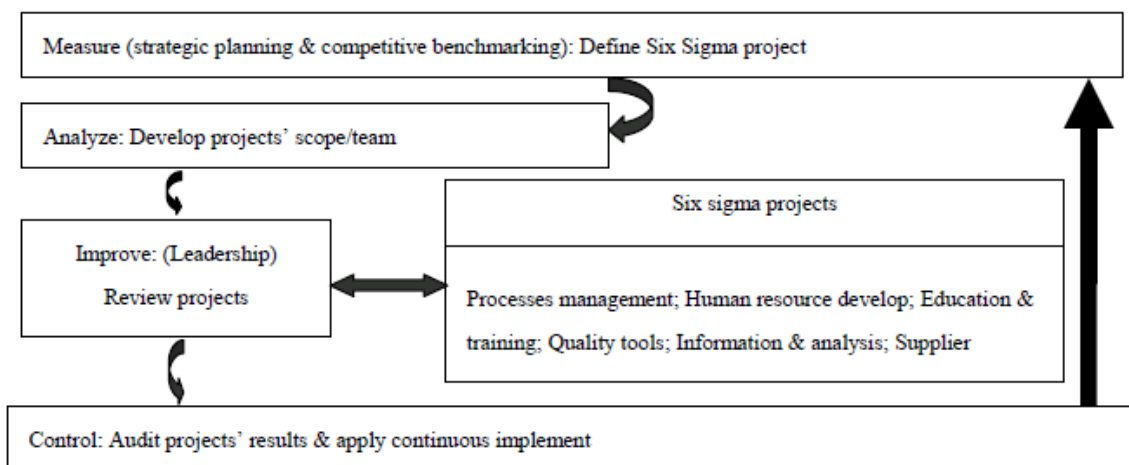 Measure (strategic planning & competitive benchmarking): Define Six Sigma project
Analyze: Develop projects’ scope/team
Six sigma projects
Improve: (Leadership)
Review projects
Processes management; Human resource develop; Education &
training; Quality tools; Information & analysis; Supplier
Control: Audit projects’ results & apply continuous implement